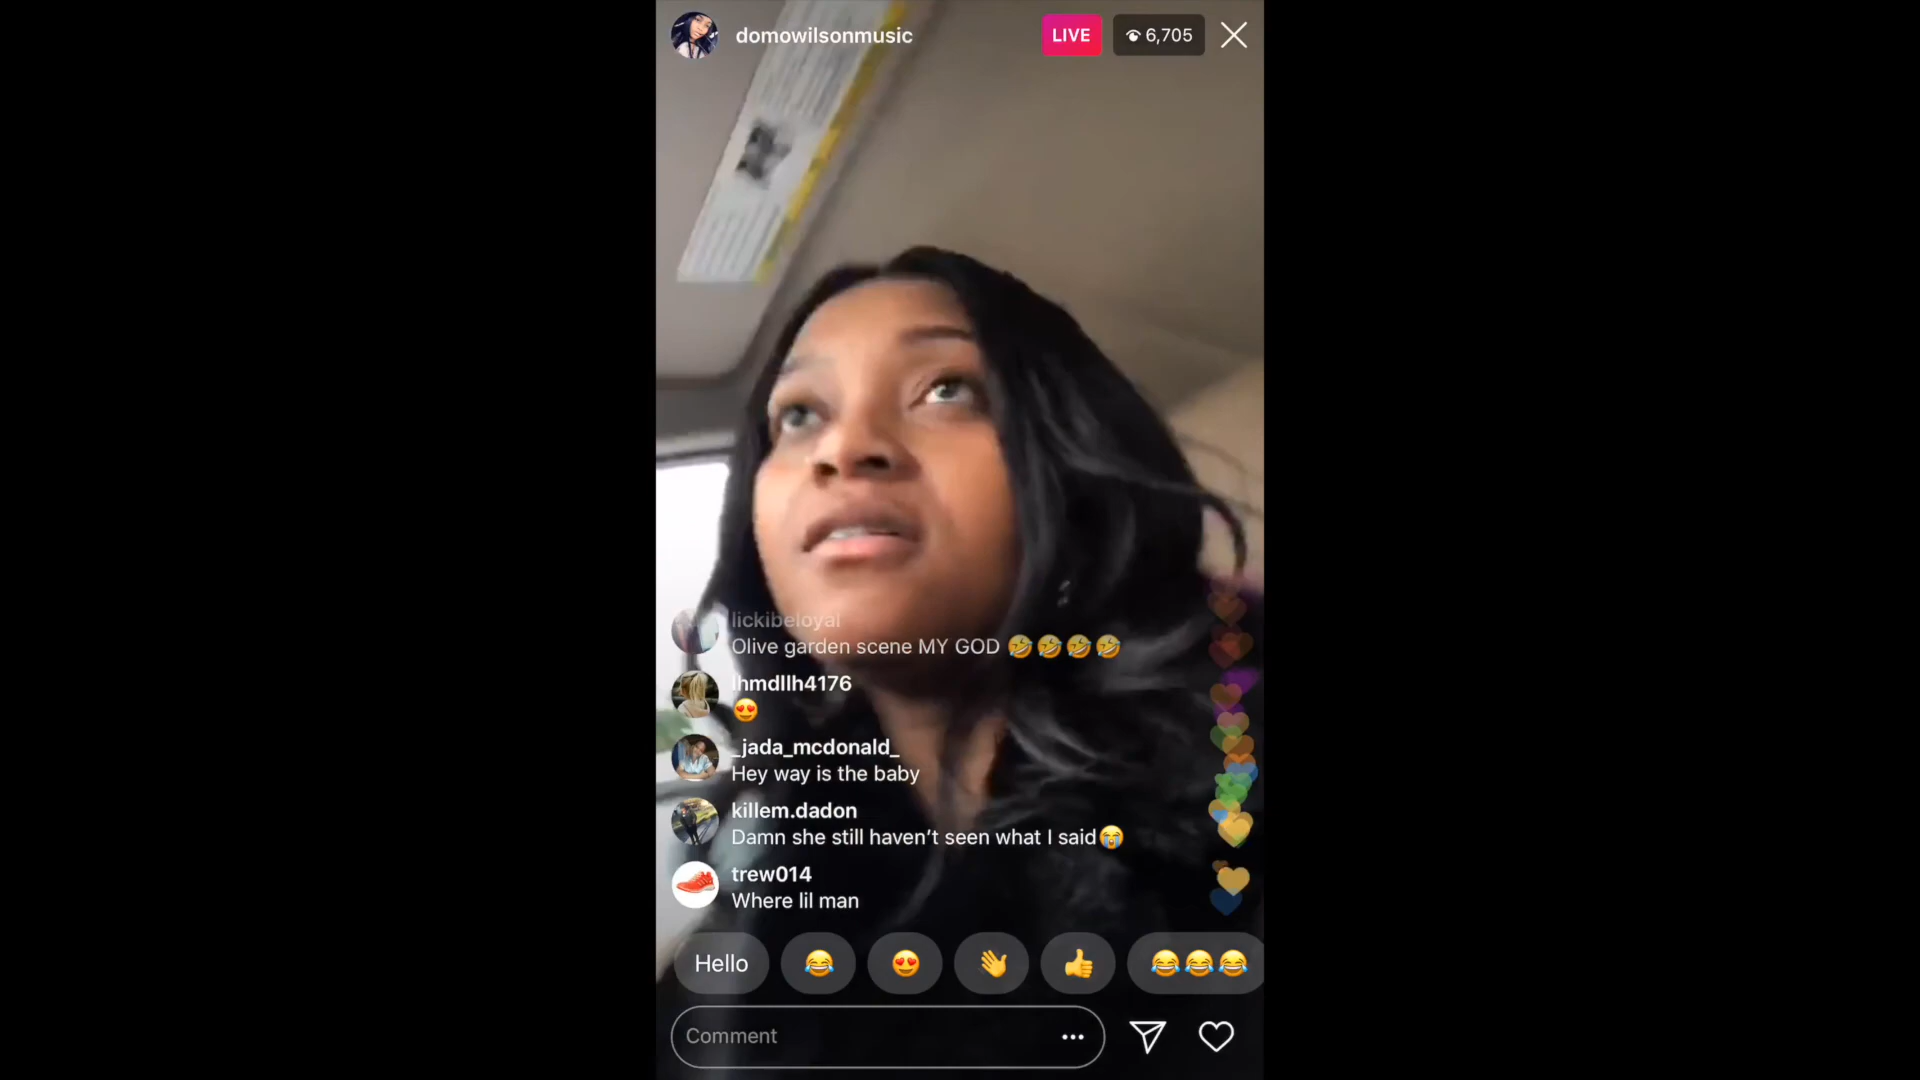 domowilsonmusic
LIVE
6,705
lickibeloyal
Olive garden scene MY GOD 🤣🤣🤣🤣
lhmdllh4176
😍
_jada_mcdonald_
Hey way is the baby
killem.dadon
Damn she still haven’t seen what I said😭
trew014
Where lil man
Hello 😂 😍 👋 👍 😂😂😂
Comment